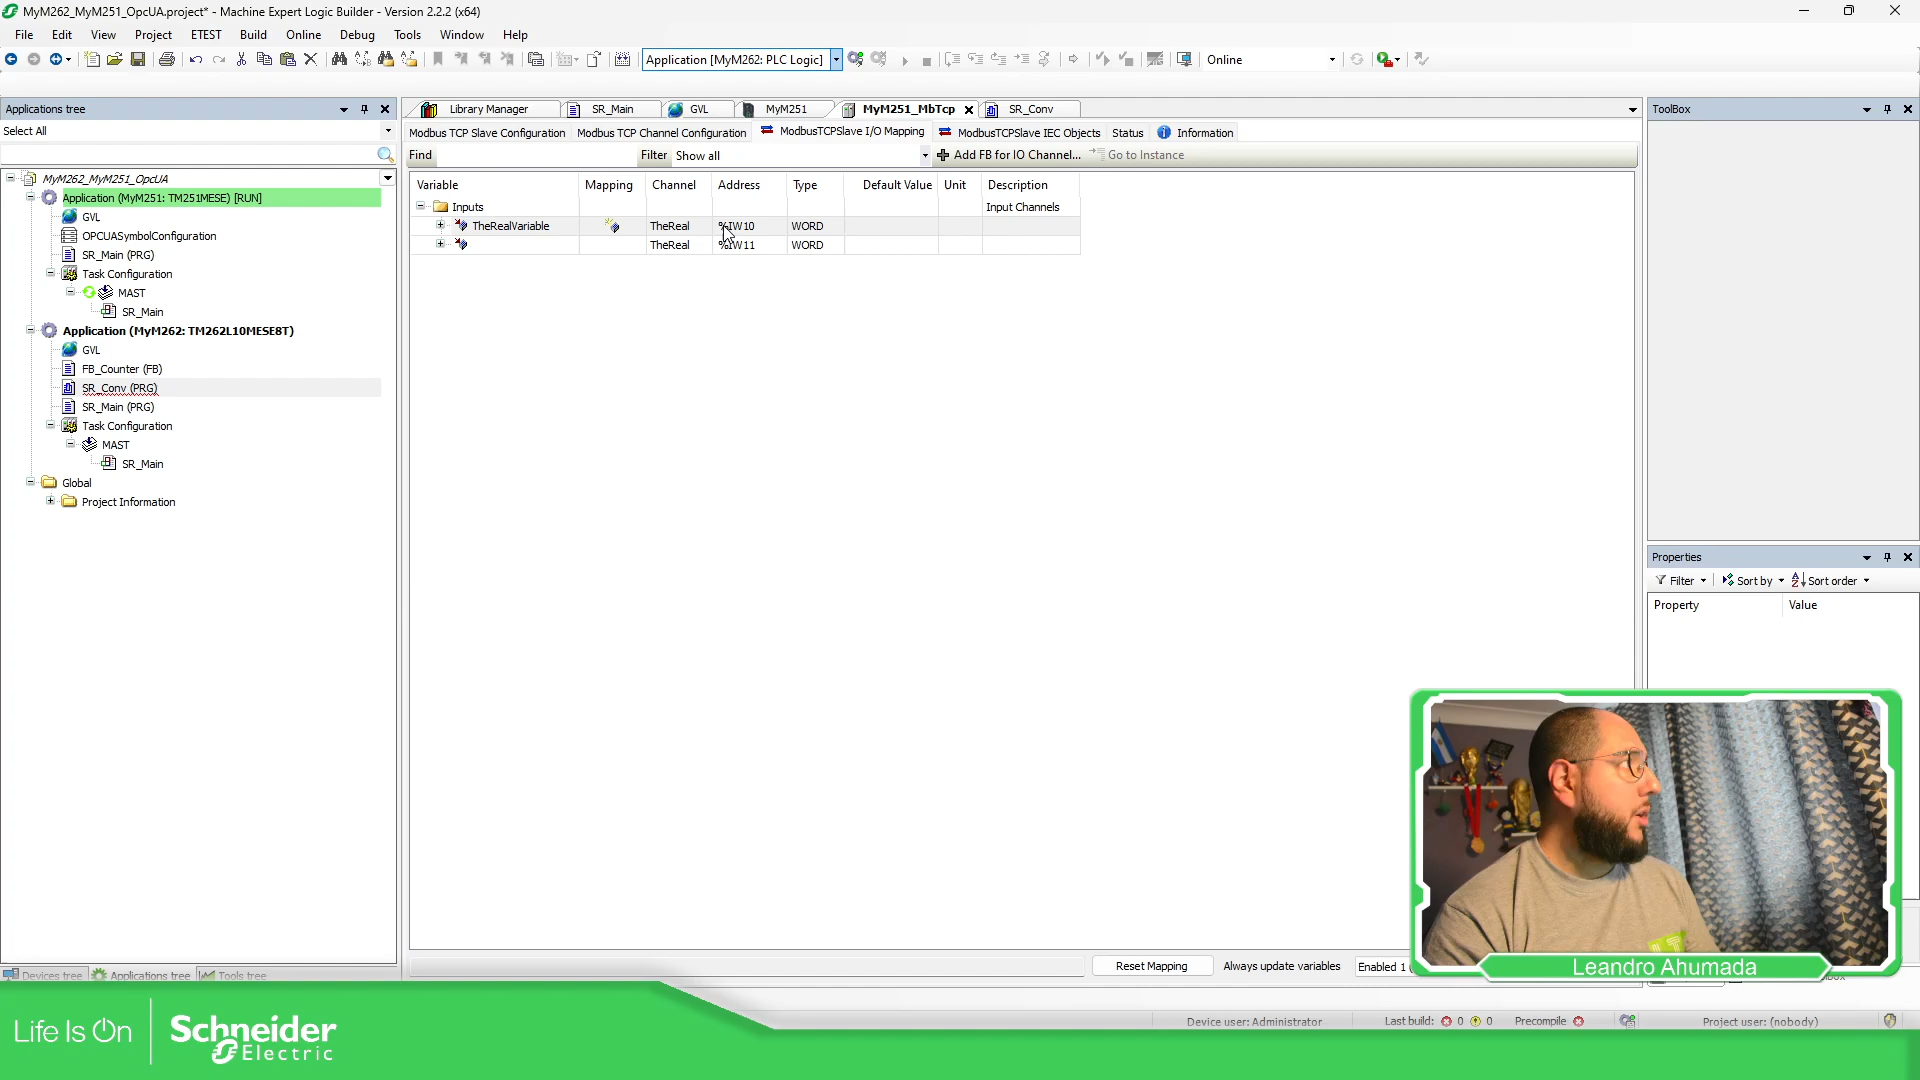 MyM262_MyM251_OpcUA.project* - Machine Expert Logic Builder - Version 2.2.2 (x64)
File Edit View Project ETEST Build Online Debug Tools Window Help
Application [MyM262: PLC Logic] Online
Applications tree
Select All
MyM262_MyM251_OpcUA
Application (MyM251: TM251MESE) [RUN]
GVL
OPCUASymbolConfiguration
SR_Main (PRG)
Task Configuration
MAST
SR_Main
Application (MyM262: TM262L10MESE8T)
GVL
FB_Counter (FB)
SR_Conv (PRG)
SR_Main (PRG)
Task Configuration
MAST
SR_Main
Global
Project Information
Devices tree Applications tree Tools tree
Library Manager SR_Main GVL MyM251 MyM251_MbTcp SR_Conv
Modbus TCP Slave Configuration Modbus TCP Channel Configuration ModbusTCPSlave I/O Mapping ModbusTCPSlave IEC Objects Status Information
Find Filter Show all Add FB for IO Channel... Go to Instance
Variable Mapping Channel Address Type Default Value Unit Description
Inputs Input Channels
TheRealVariable TheReal %IW10 WORD
TheReal %IW11 WORD
Reset Mapping Always update variables Enabled 1
ToolBox
Properties
Filter Sort by Sort order
Property Value
Leandro Ahumada
Device user: Administrator Last build: 0 0 Precompile Project user: (nobody)
Life Is On Schneider Electric